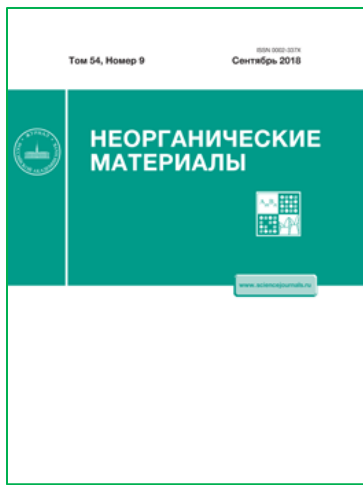 ISSN 0002-337X
Том 54, Номер 9
Сентябрь 2018
НЕОРГАНИЧЕСКИЕ
МАТЕРИАЛЫ
www.sciencejournals.ru